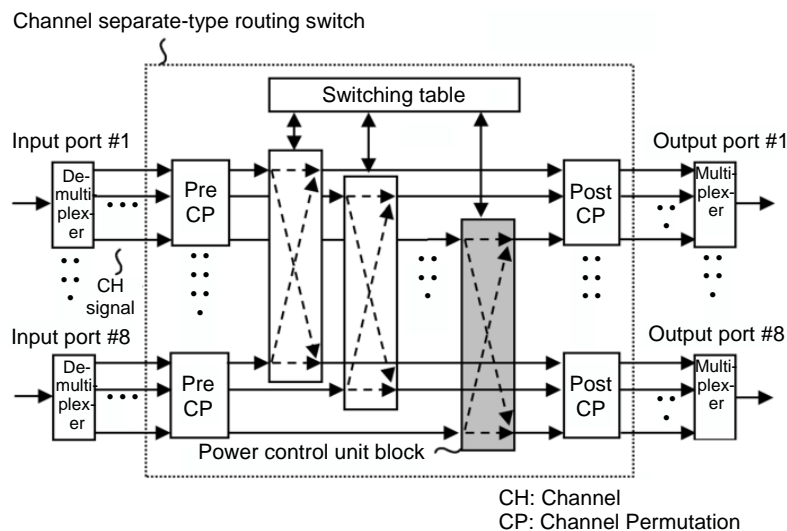 Channel separate-type routing switch
Switching table
Input port #1
Output port #1
De-
multi-
plex-
er
Pre
CP
Post
CP
Multi-
plex-
er
CH
signal
Input port #8
Output port #8
De-
multi-
plex-
er
Pre
CP
Post
CP
Multi-
plex-
er
Power control unit block
CH: Channel
CP: Channel Permutation